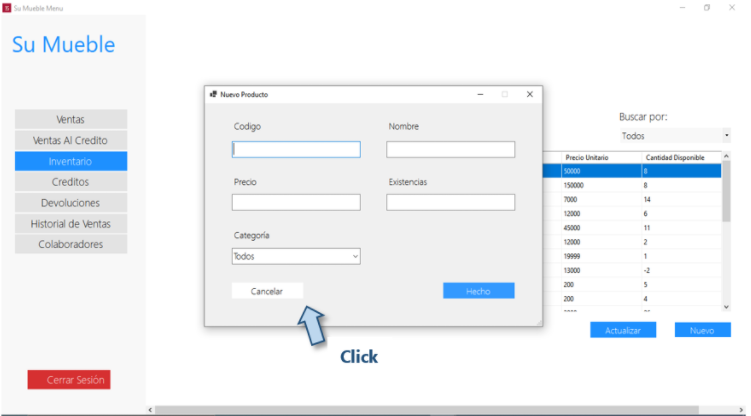 Su Mueble Menu
Su Mueble
Ventas
Ventas Al Credito
Inventario
Creditos
Devoluciones
Historial de Ventas
Colaboradores
Cerrar Sesión
Nuevo Producto
Codigo
Nombre
Precio
Existencias
Categoría
Todos
Cancelar
Hecho
Click
Buscar por:
Todos
Precio Unitario Cantidad Disponible
50000 8
150000 8
7000 14
12000 6
45000 11
12000 2
19999 1
13000 -2
200 5
200 4
Actualizar Nuevo